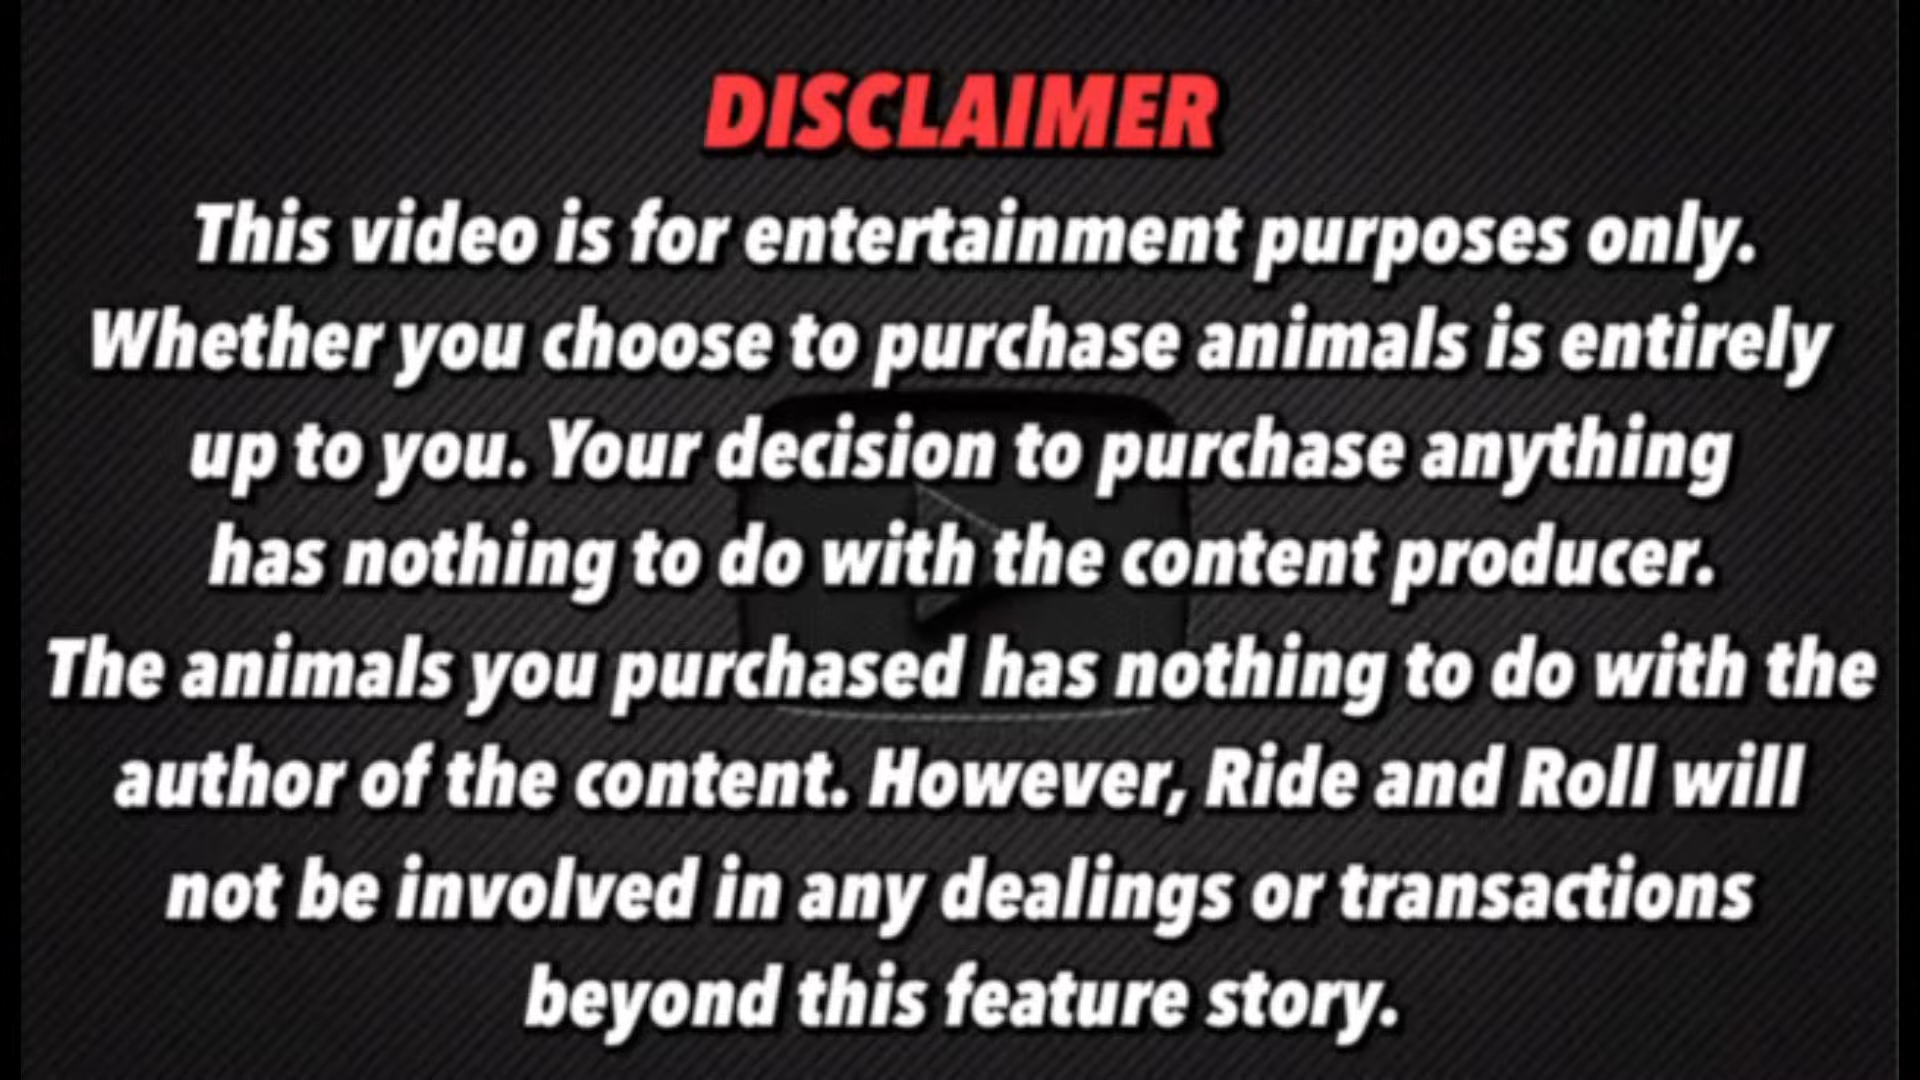 DISCLAIMER
This video is for entertainment purposes only.
Whether you choose to purchase animals is entirely
up to you. Your decision to purchase anything
has nothing to do with the content producer.
The animals you purchased has nothing to do with the
author of the content. However, Ride and Roll will
not be involved in any dealings or transactions
beyond this feature story.